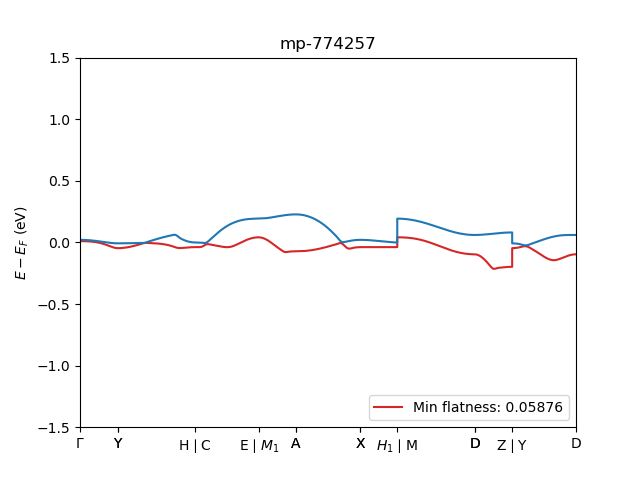 mp-774257
1.5
1.0
0.5
0.0
−0.5
−1.0
−1.5
E − E_F (eV)
Min flatness: 0.05876
Γ Y H | C E | M_1 A X H_1 | M D Z | Y D